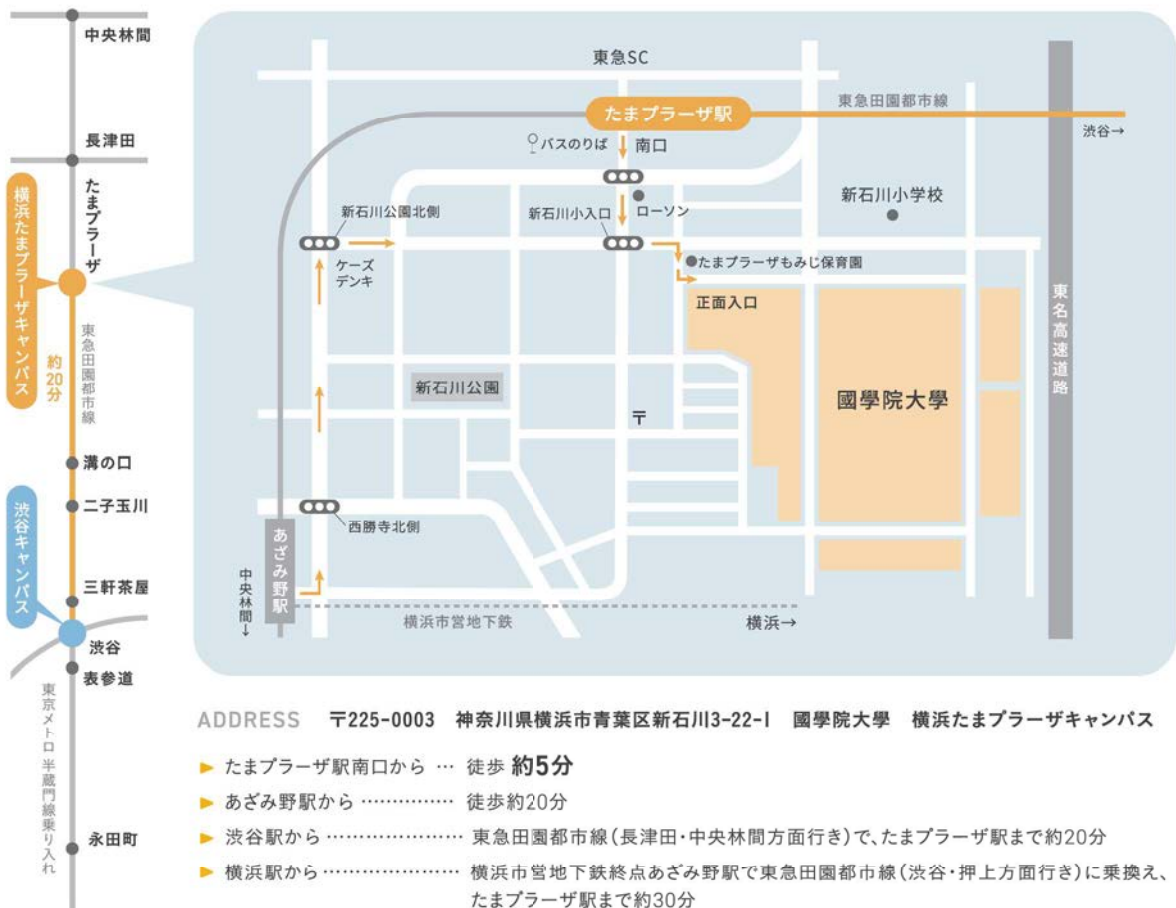 中央林間
長津田
たまプラーザ
横浜たまプラーザキャンパス
約20分
東急田園都市線
溝の口
二子玉川
渋谷キャンパス
三軒茶屋
渋谷
表参道
東京メトロ 半蔵門線乗り入れ
永田町
東急SC
たまプラーザ駅
東急田園都市線
渋谷→
バスのりば
南口
ローソン
新石川小学校
新石川公園北側
新石川小入口
ケーズ
デンキ
たまプラーザもみじ保育園
正面入口
東名高速道路
新石川公園
〒
國學院大學
西勝寺北側
あざみ野駅
中央林間→
横浜市営地下鉄
横浜→
ADDRESS 〒225-0003 神奈川県横浜市青葉区新石川3-22-1 國學院大學 横浜たまプラーザキャンパス
▶ たまプラーザ駅南口から … 徒歩 約5分
▶ あざみ野駅から ………… 徒歩約20分
▶ 渋谷駅から ……………… 東急田園都市線(長津田・中央林間方面行き)で、たまプラーザ駅まで約20分
▶ 横浜駅から ……………… 横浜市営地下鉄終点あざみ野駅で東急田園都市線(渋谷・押上方面行き)に乗換え、
たまプラーザ駅まで約30分